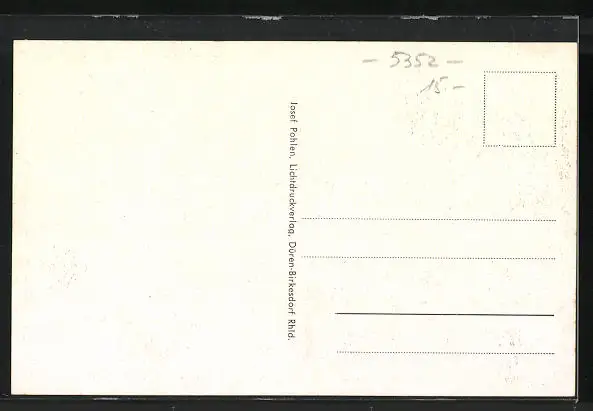 – 5352 –
15 –
Josef Pohlen, Lichtdruckverlag, Düren-Birkesdorf Rhld.